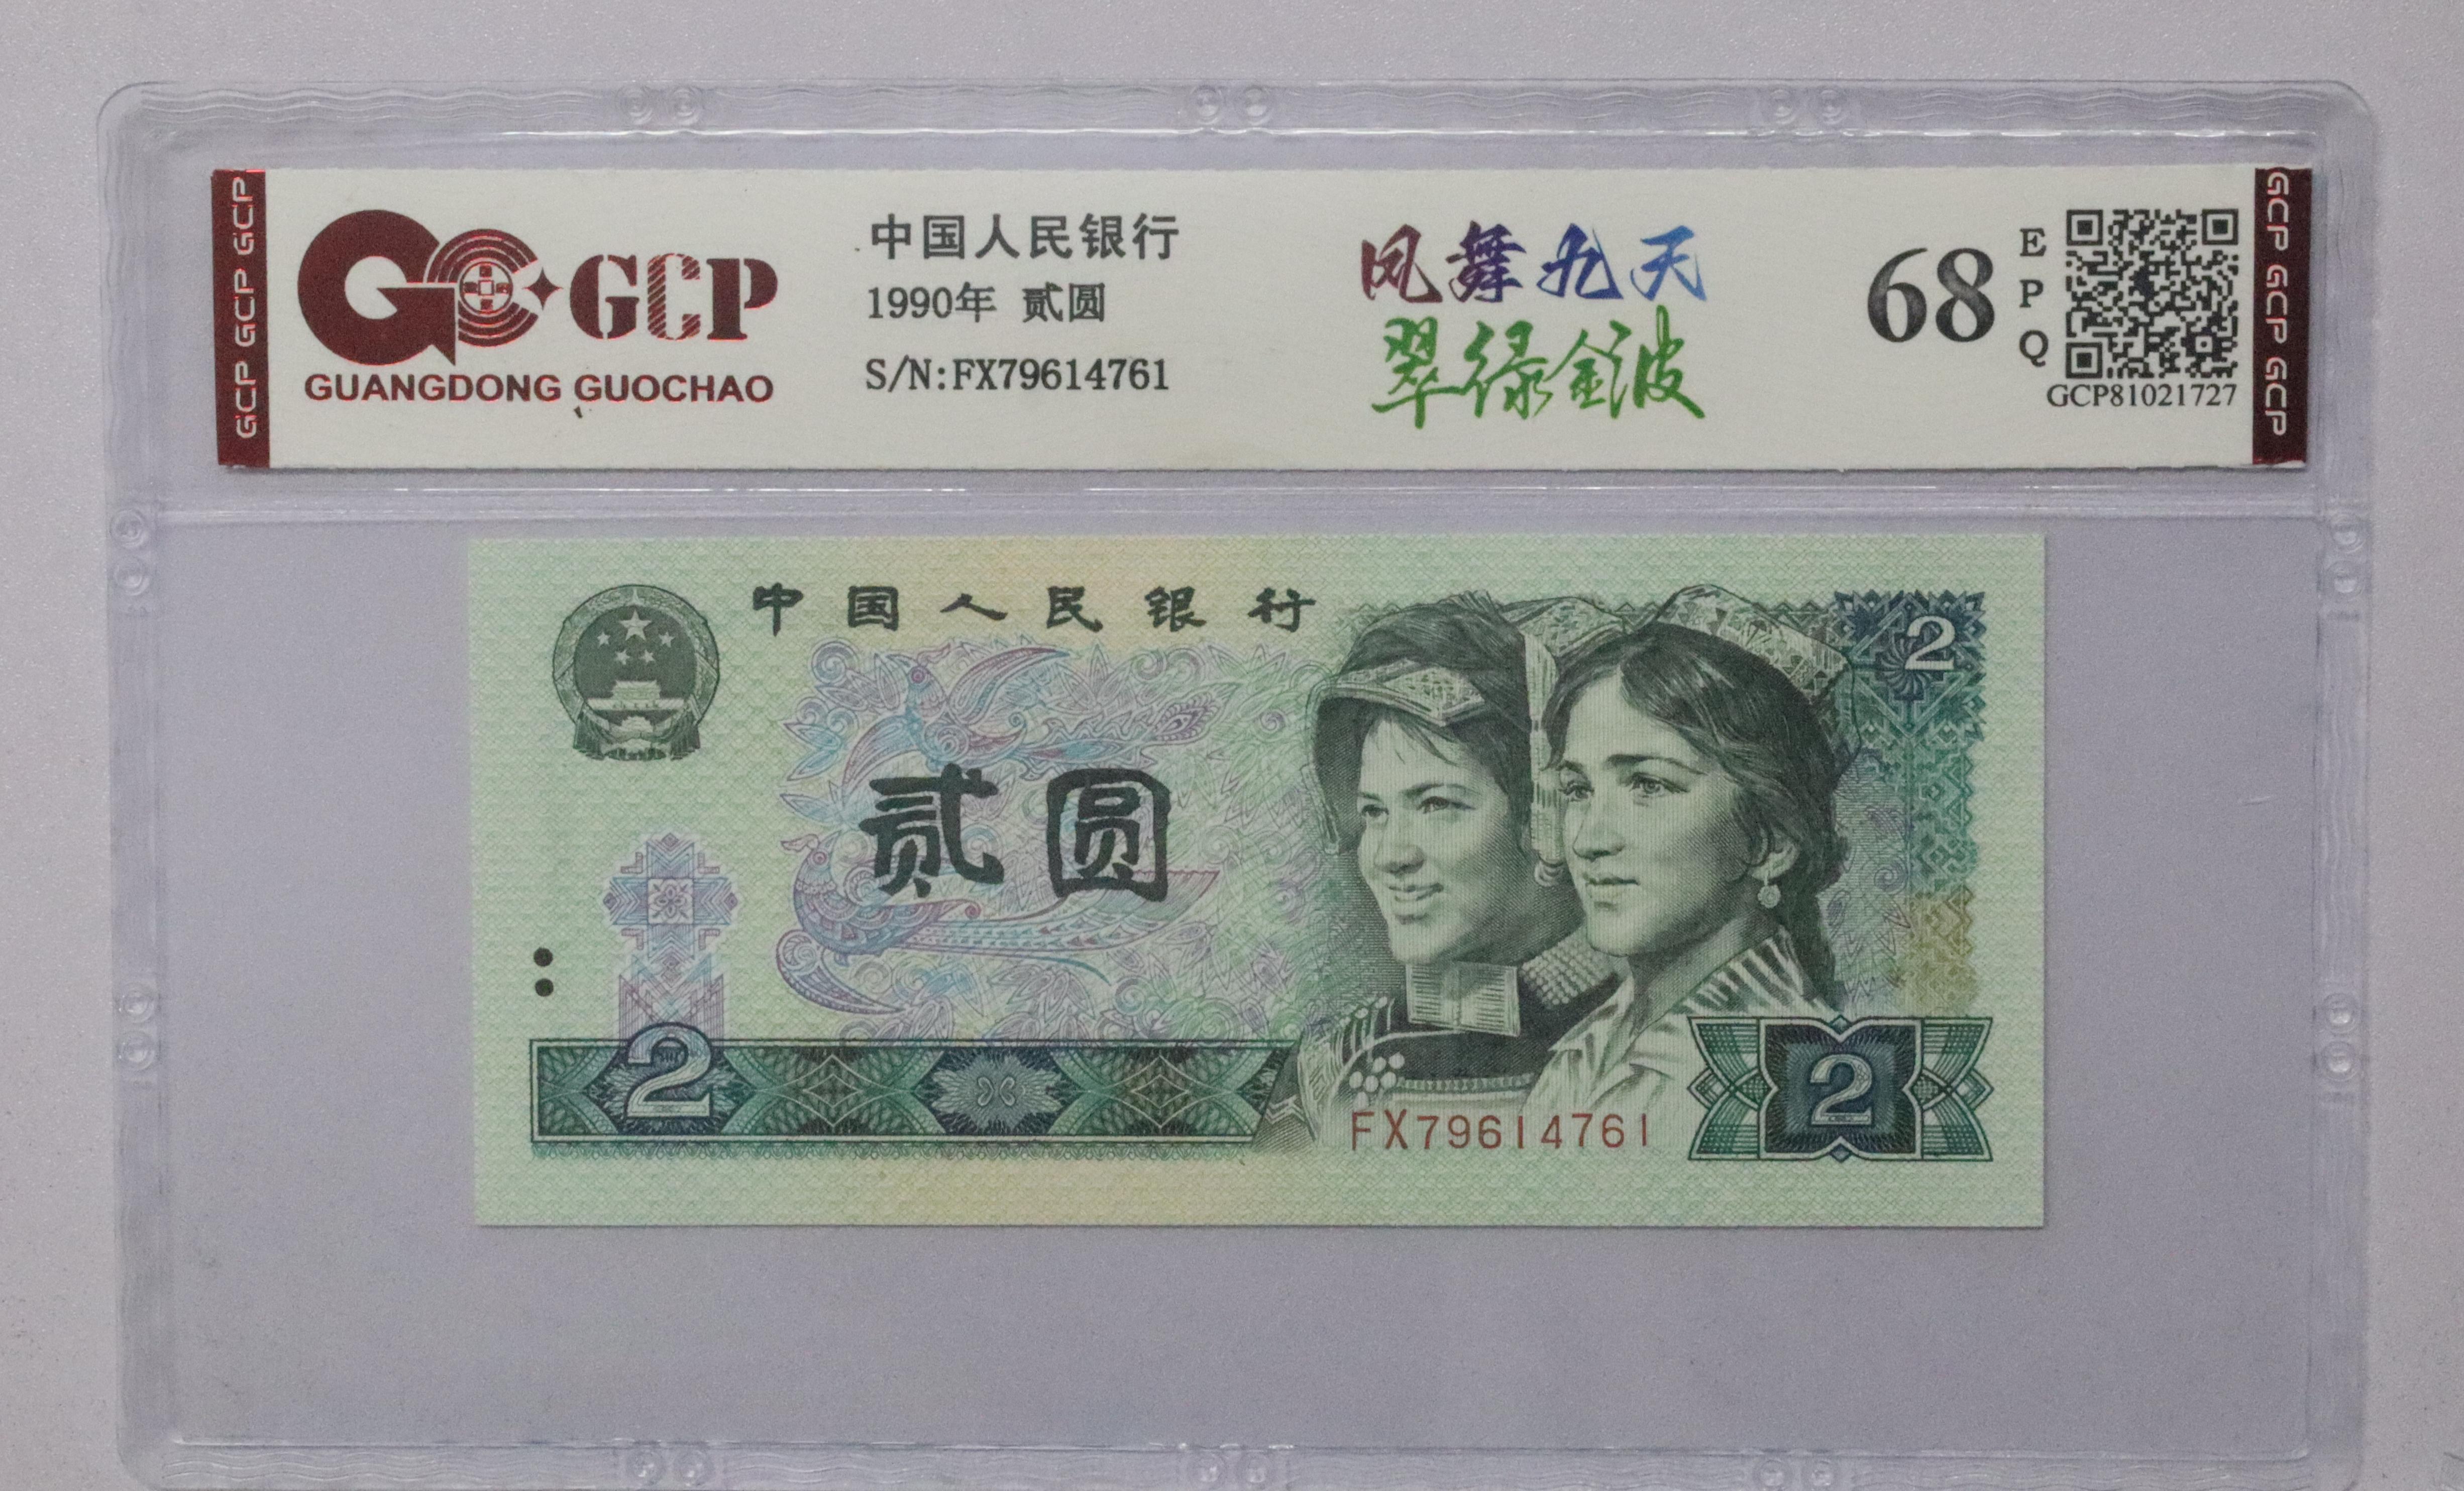 GCP GCP GCP
GCP
GUANGDONG GUOCHAO
中国人民银行
1990年 贰圆
S/N:FX79614761
凤舞九天
翠绿金波
68
EPQ
GCP81021727
GCP GCP GCP
中国人民银行
2
贰圆
2
FX79614761
2